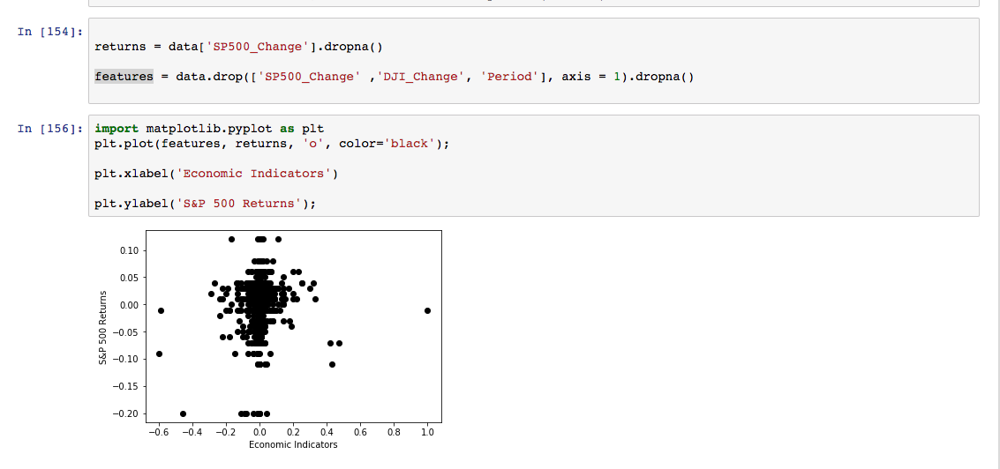 In [154]:
returns = data['SP500_Change'].dropna()
features = data.drop(['SP500_Change' ,'DJI_Change', 'Period'], axis = 1).dropna()
In [156]:
import matplotlib.pyplot as plt
plt.plot(features, returns, 'o', color='black');
plt.xlabel('Economic Indicators')
plt.ylabel('S&P 500 Returns');
0.10
0.05
0.00
−0.05
−0.10
−0.15
−0.20
S&P 500 Returns
−0.6 −0.4 −0.2 0.0 0.2 0.4 0.6 0.8 1.0
Economic Indicators